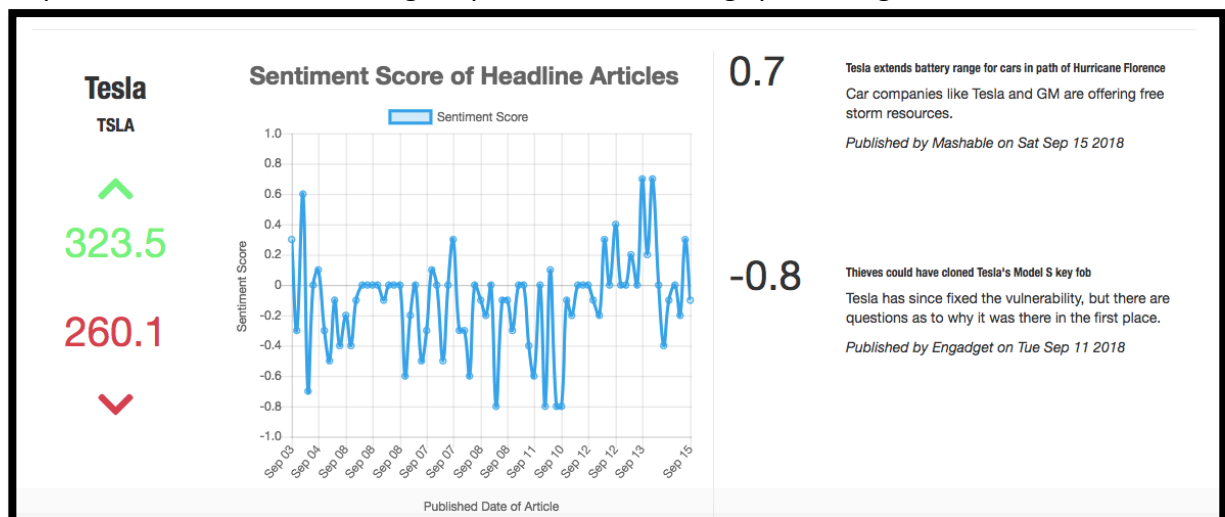 Tesla
TSLA
323.5
260.1
Sentiment Score of Headline Articles
Sentiment Score
1.0
0.8
0.6
0.4
0.2
0
-0.2
-0.4
-0.6
-0.8
-1.0
Sentiment Score
Sep 03
Sep 04
Sep 08
Sep 08
Sep 08
Sep 07
Sep 07
Sep 08
Sep 08
Sep 11
Sep 10
Sep 12
Sep 12
Sep 13
Sep 15
Published Date of Article
0.7
Tesla extends battery range for cars in path of Hurricane Florence
Car companies like Tesla and GM are offering free
storm resources.
Published by Mashable on Sat Sep 15 2018
-0.8
Thieves could have cloned Tesla's Model S key fob
Tesla has since fixed the vulnerability, but there are
questions as to why it was there in the first place.
Published by Engadget on Tue Sep 11 2018